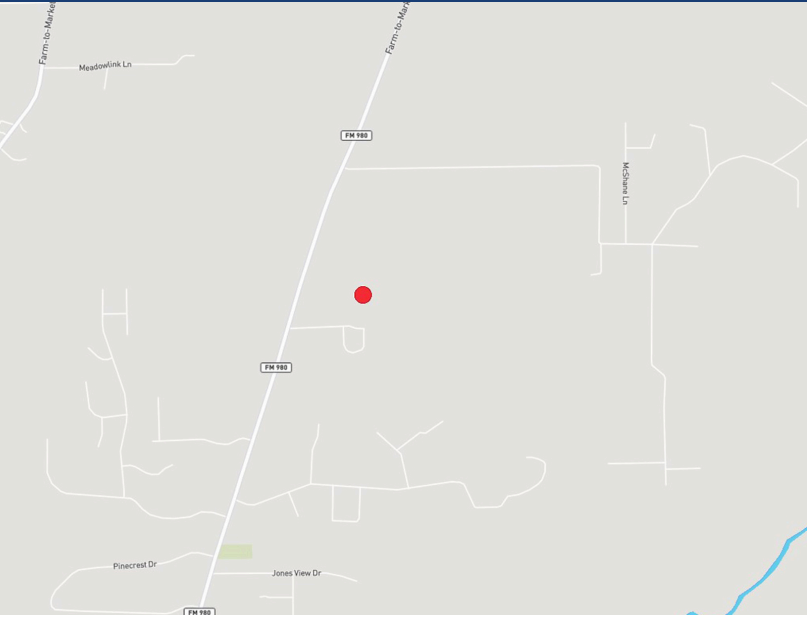 Farm-to-Market
Farm-to-Mark
Meadowlink Ln
FM 980
McShane Ln
FM 980
Pinecrest Dr
Jones View Dr
FM 980